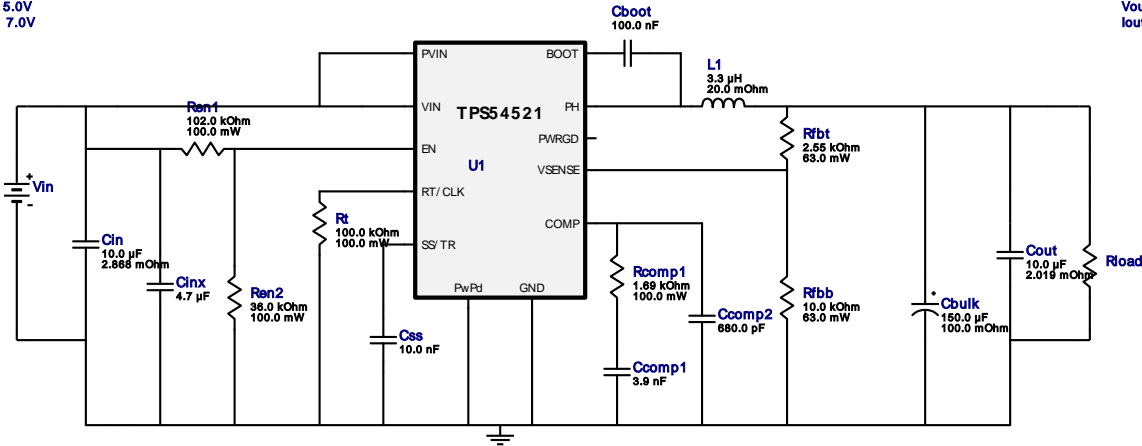 5.0V
7.0V
Vou
Iou
Cboot
100.0 nF
PVIN
BOOT
L1
3.3 µH
20.0 mOhm
VIN
TPS54521
PH
Ren1
102.0 kOhm
100.0 mW
PWRGD
Rfbt
2.55 kOhm
63.0 mW
EN
U1
VSENSE
Vin
+
-
RT/CLK
Rt
100.0 kOhm
100.0 mW
SS/TR
COMP
Cin
10.0 µF
2.868 mOhm
Cinx
4.7 µF
Ren2
36.0 kOhm
100.0 mW
PwPd
GND
Rcomp1
1.69 kOhm
100.0 mW
Ccomp2
680.0 pF
Rfbb
10.0 kOhm
63.0 mW
Cout
10.0 µF
2.019 mOhm
Rload
Cbulk
150.0 µF
100.0 mOhm
Css
10.0 nF
Ccomp1
3.9 nF